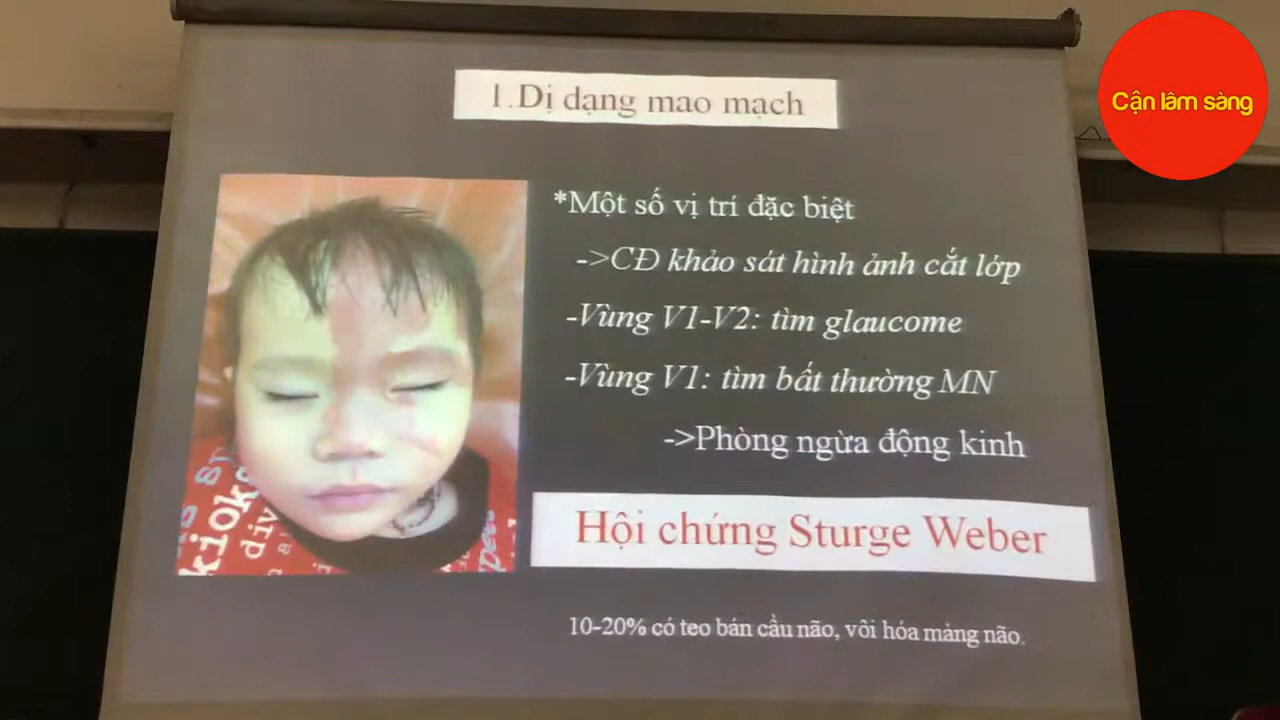 Cận lâm sàng
1.Dị dạng mao mạch
*Một số vị trí đặc biệt
->CĐ khảo sát hình ảnh cắt lớp
-Vùng V1-V2: tìm glaucome
-Vùng V1: tìm bất thường MN
->Phòng ngừa động kinh
Hội chứng Sturge Weber
10-20% có teo bán cầu não, vôi hóa màng não.
kioks
div